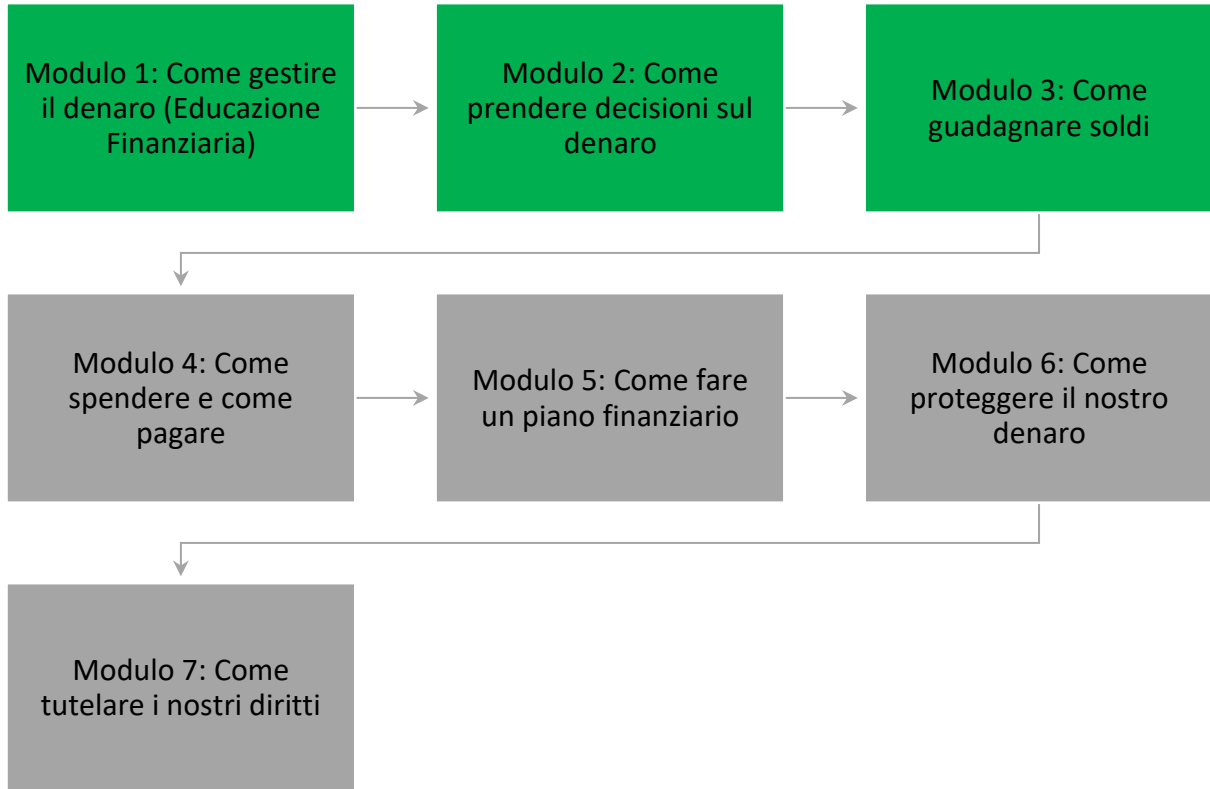 Modulo 1: Come gestire
il denaro (Educazione
Finanziaria)
Modulo 2: Come
prendere decisioni sul
denaro
Modulo 3: Come
guadagnare soldi
Modulo 4: Come
spendere e come
pagare
Modulo 5: Come fare
un piano finanziario
Modulo 6: Come
proteggere il nostro
denaro
Modulo 7: Come
tutelare i nostri diritti